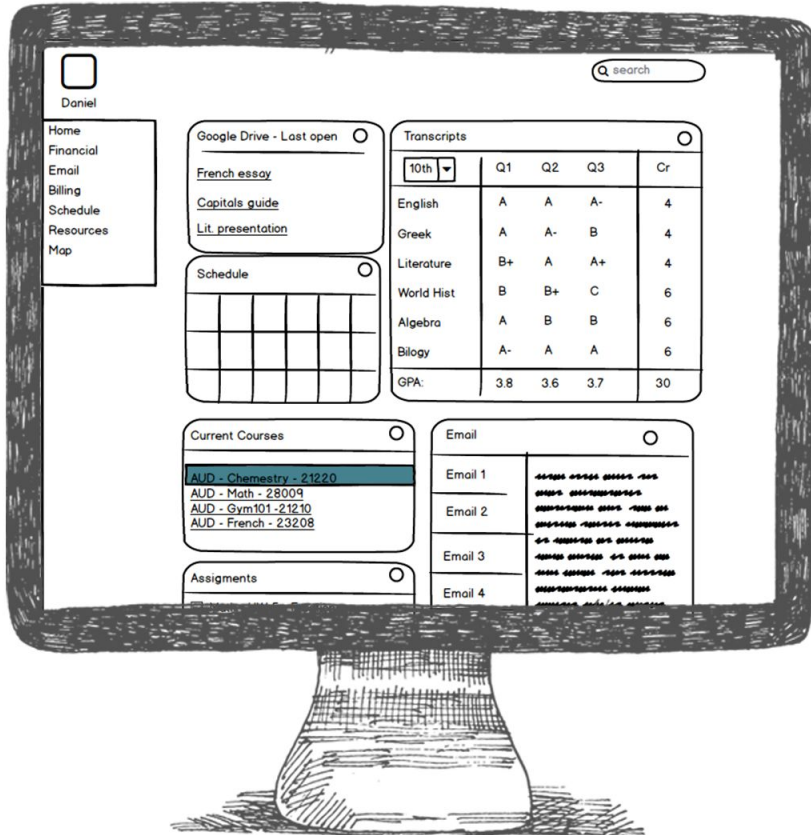 search
Daniel
Home
Financial
Email
Billing
Schedule
Resources
Map
Google Drive - Last open
French essay
Capitals guide
Lit. presentation
Schedule
Transcripts
10th Q1 Q2 Q3 Cr
English A A A- 4
Greek A A- B 4
Literature B+ A A+ 4
World Hist B B+ C 6
Algebra A B B 6
Bilogy A- A A 6
GPA: 3.8 3.6 3.7 30
Current Courses
AUD - Chemestry - 21220
AUD - Math - 28009
AUD - Gym101 -21210
AUD - French - 23208
Assigments
Email
Email 1
Email 2
Email 3
Email 4